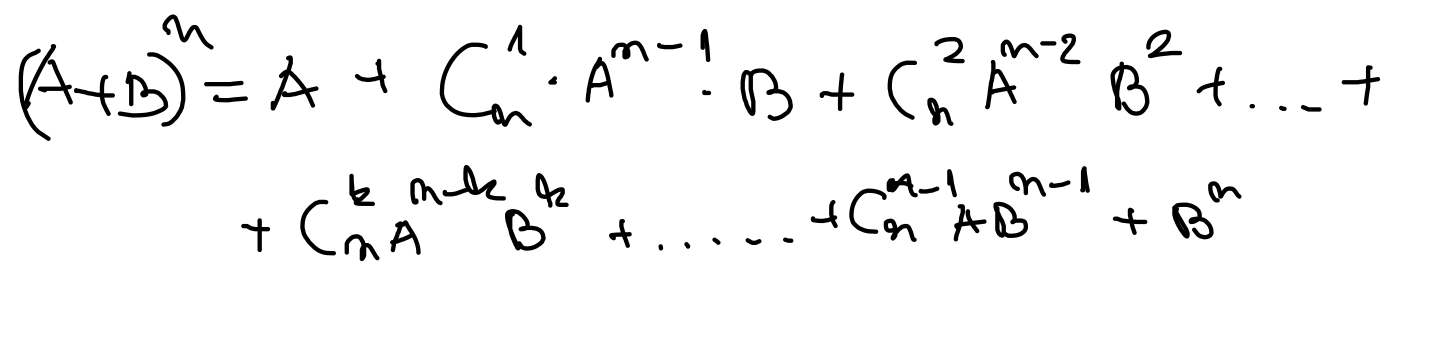 (A+B)^n = A + C_n^1 · A^{n-1} · B + C_n^2 A^{n-2} B^2 + .... +
+ C_n^k A^{n-k} B^k + ...... + C_n^{n-1} A B^{n-1} + B^n